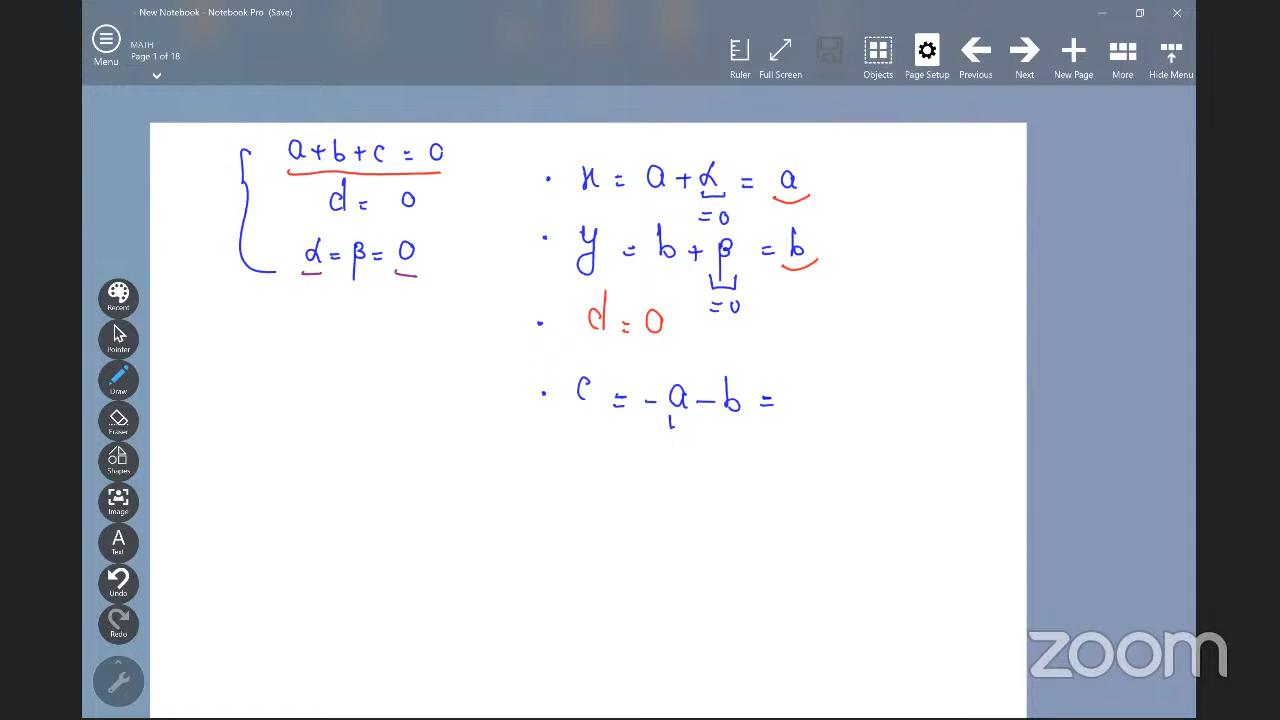 - New Notebook - Notebook Pro (Save)
Menu
MATH
Page 1 of 18
Ruler
Full Screen
Objects
Page Setup
Previous
Next
New Page
More
Hide Menu
a + b + c = 0
d = 0
α = β = 0
• x = a + α = a
= 0
• y = b + β = b
= 0
• d = 0
• c = - a - b =
Recent
Pointer
Draw
Eraser
Shapes
Image
A
Text
Undo
Redo
zoom